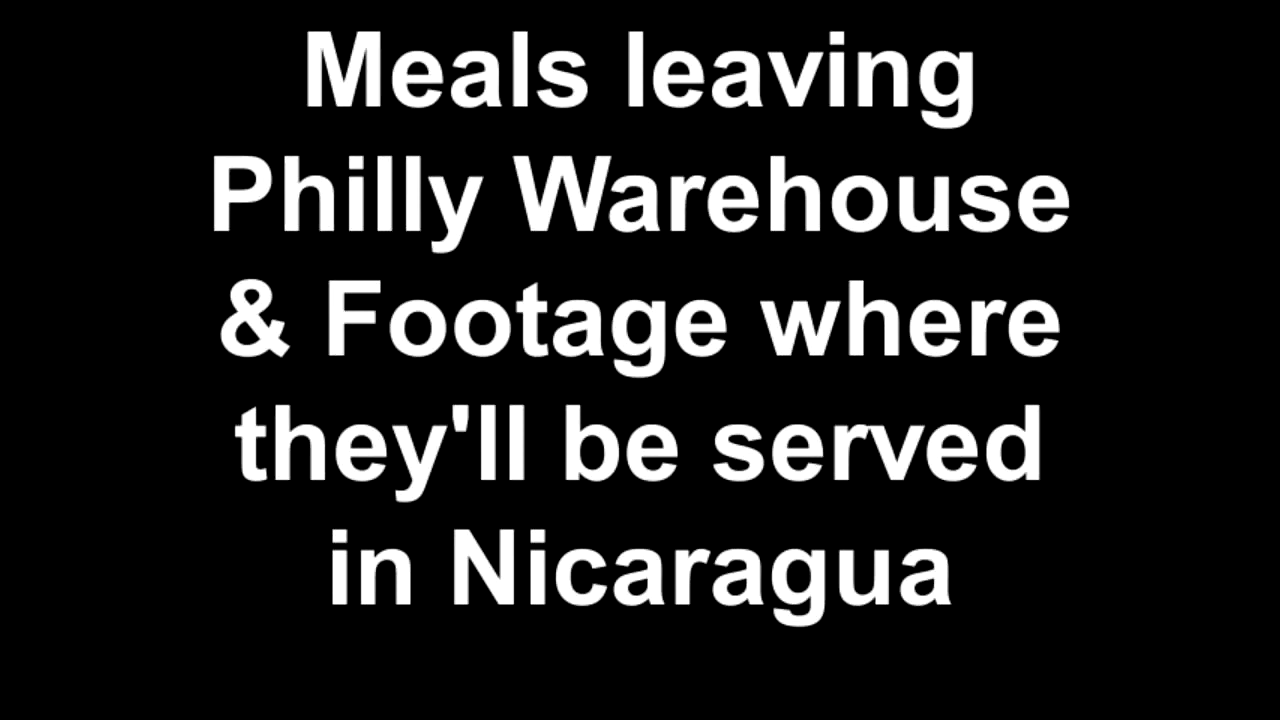 Meals leaving
Philly Warehouse
& Footage where
they'll be served
in Nicaragua